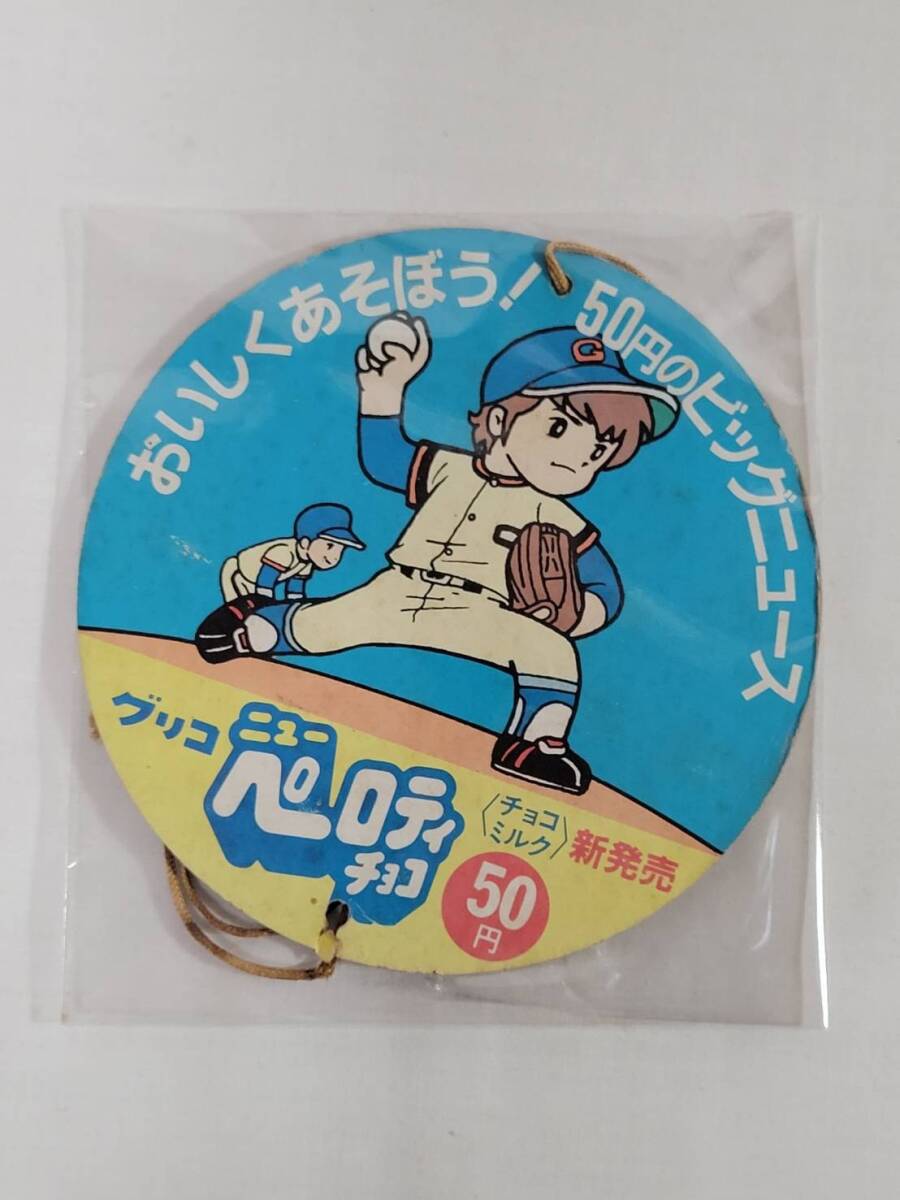 おいしくあそぼう!
50円のビッグニュース
G
グリコ
ニュー
ペロティ
チョコ
〈チョコ
ミルク〉
新発売
50
円